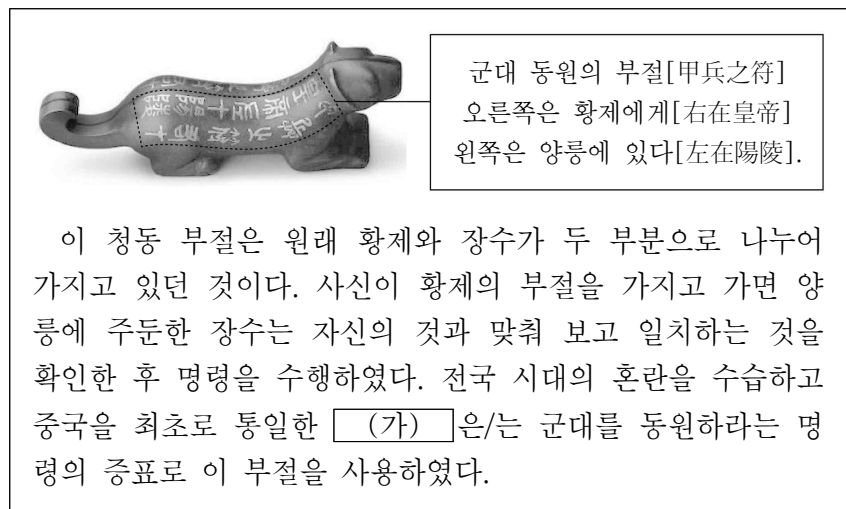 군대 동원의 부절[甲兵之符]
오른쪽은 황제에게[右在皇帝]
왼쪽은 양릉에 있다[左在陽陵].
이 청동 부절은 원래 황제와 장수가 두 부분으로 나누어
가지고 있던 것이다. 사신이 황제의 부절을 가지고 가면 양
릉에 주둔한 장수는 자신의 것과 맞춰 보고 일치하는 것을
확인한 후 명령을 수행하였다. 전국 시대의 혼란을 수습하고
중국을 최초로 통일한 (가) 은/는 군대를 동원하라는 명
령의 증표로 이 부절을 사용하였다.